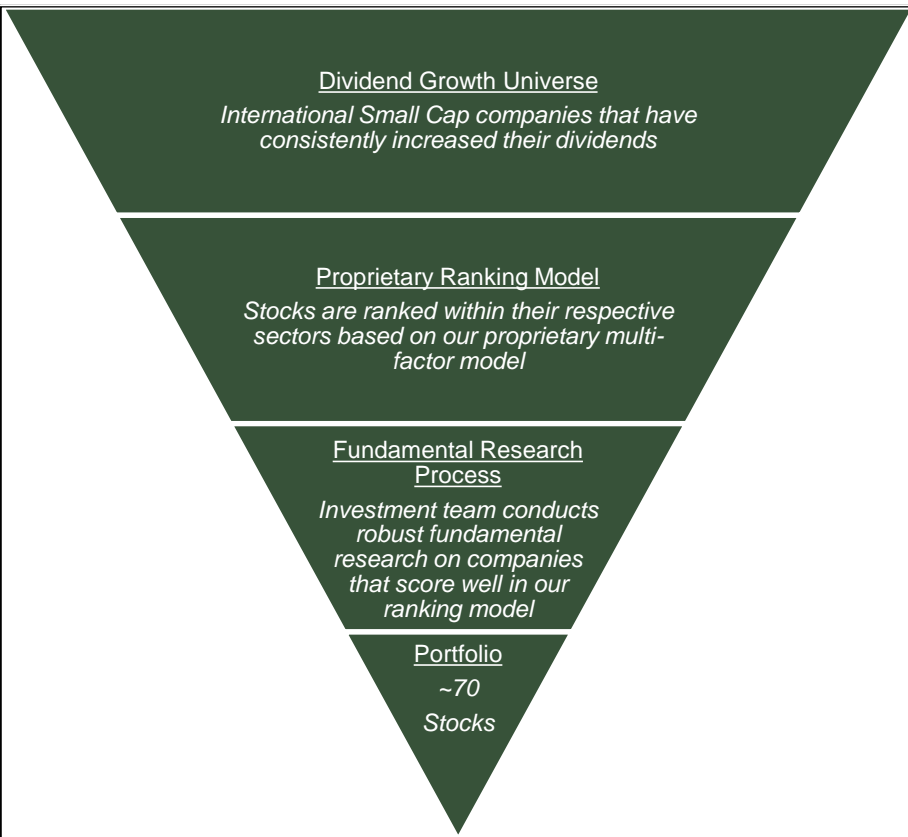 Dividend Growth Universe
International Small Cap companies that have
consistently increased their dividends
Proprietary Ranking Model
Stocks are ranked within their respective
sectors based on our proprietary multi-
factor model
Fundamental Research
Process
Investment team conducts
robust fundamental
research on companies
that score well in our
ranking model
Portfolio
~70
Stocks